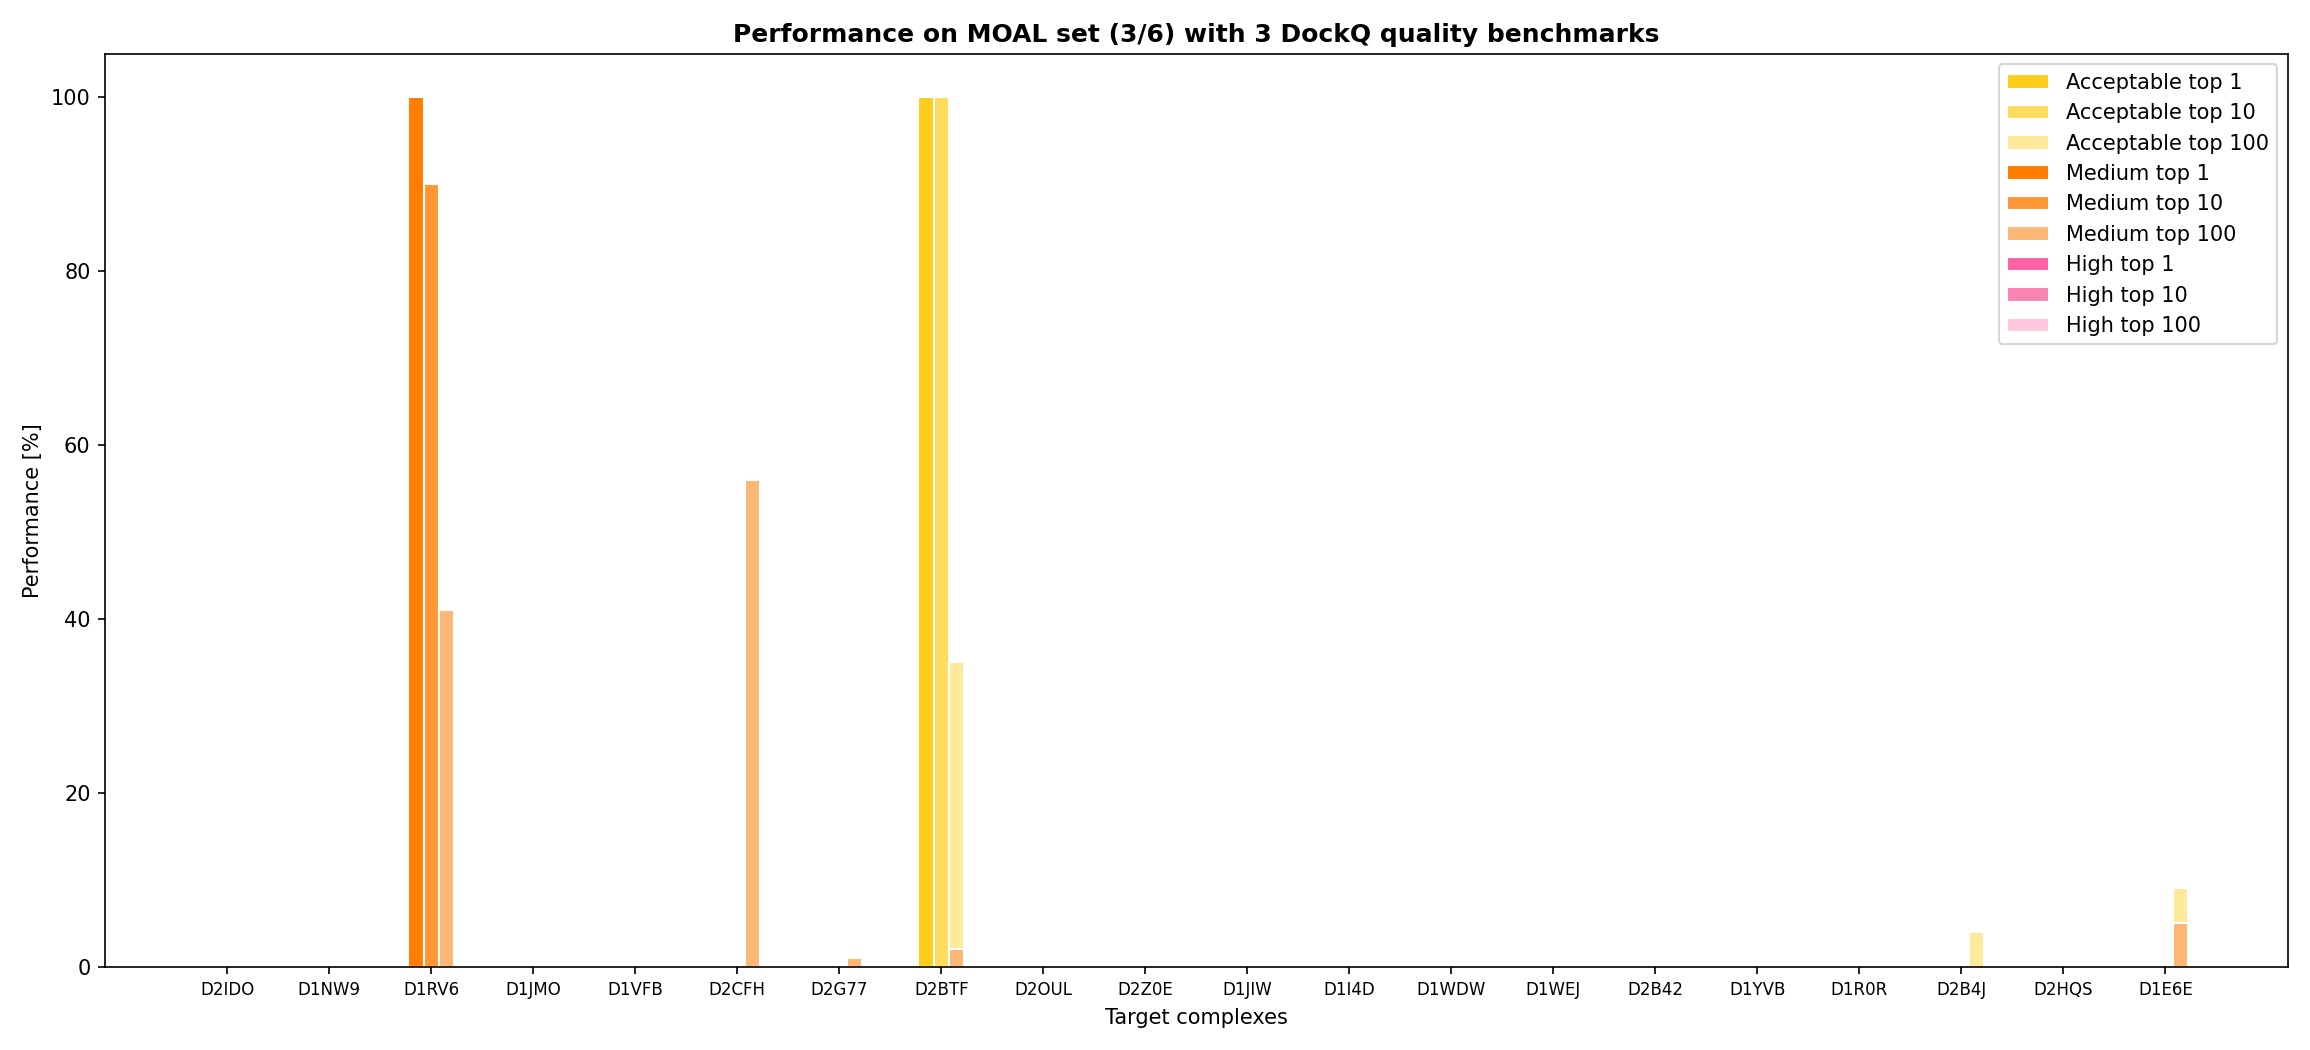 Performance on MOAL set (3/6) with 3 DockQ quality benchmarks
Acceptable top 1
Acceptable top 10
Acceptable top 100
Medium top 1
Medium top 10
Medium top 100
High top 1
High top 10
High top 100
Performance [%]
100
80
60
40
20
0
D2IDO D1NW9 D1RV6 D1JMO D1VFB D2CFH D2G77 D2BTF D2OUL D2Z0E D1JIW D1I4D D1WDW D1WEJ D2B42 D1YVB D1R0R D2B4J D2HQS D1E6E
Target complexes